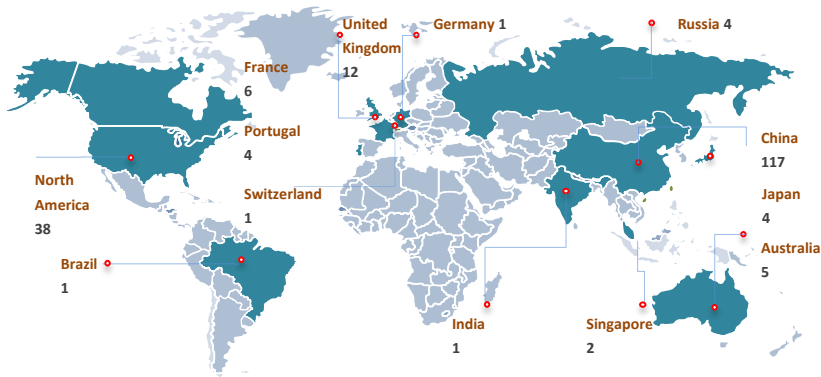 United
Kingdom
12
Germany 1
Russia 4
France
6
Portugal
4
China
117
North
America
38
Switzerland
1
Japan
4
Australia
5
Brazil
1
India
1
Singapore
2